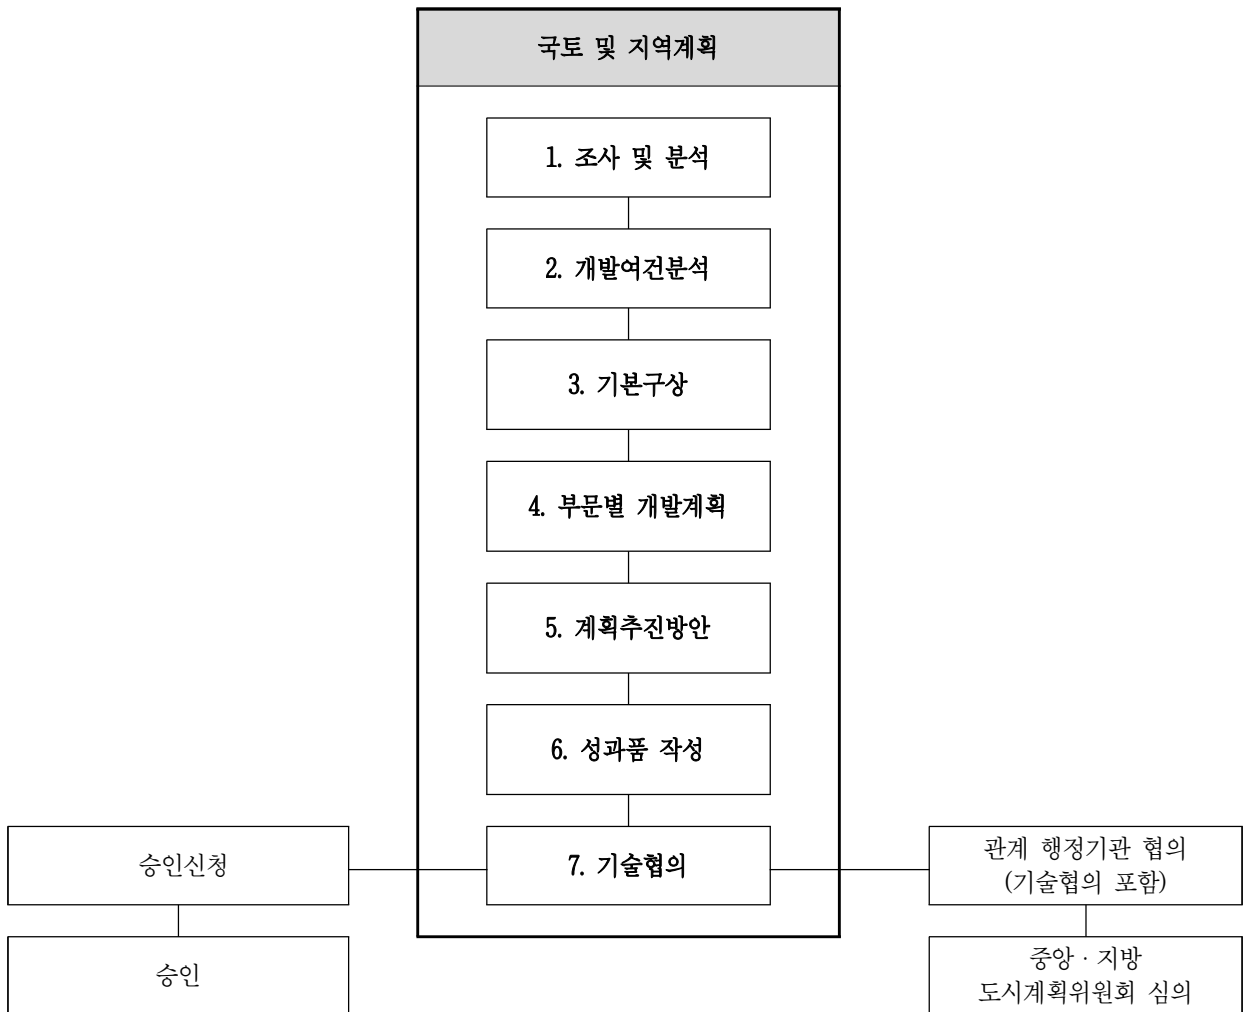 국토 및 지역계획
1. 조사 및 분석
2. 개발여건분석
3. 기본구상
4. 부문별 개발계획
5. 계획추진방안
6. 성과품 작성
승인신청
7. 기술협의
관계 행정기관 협의
(기술협의 포함)
승인
중앙·지방
도시계획위원회 심의